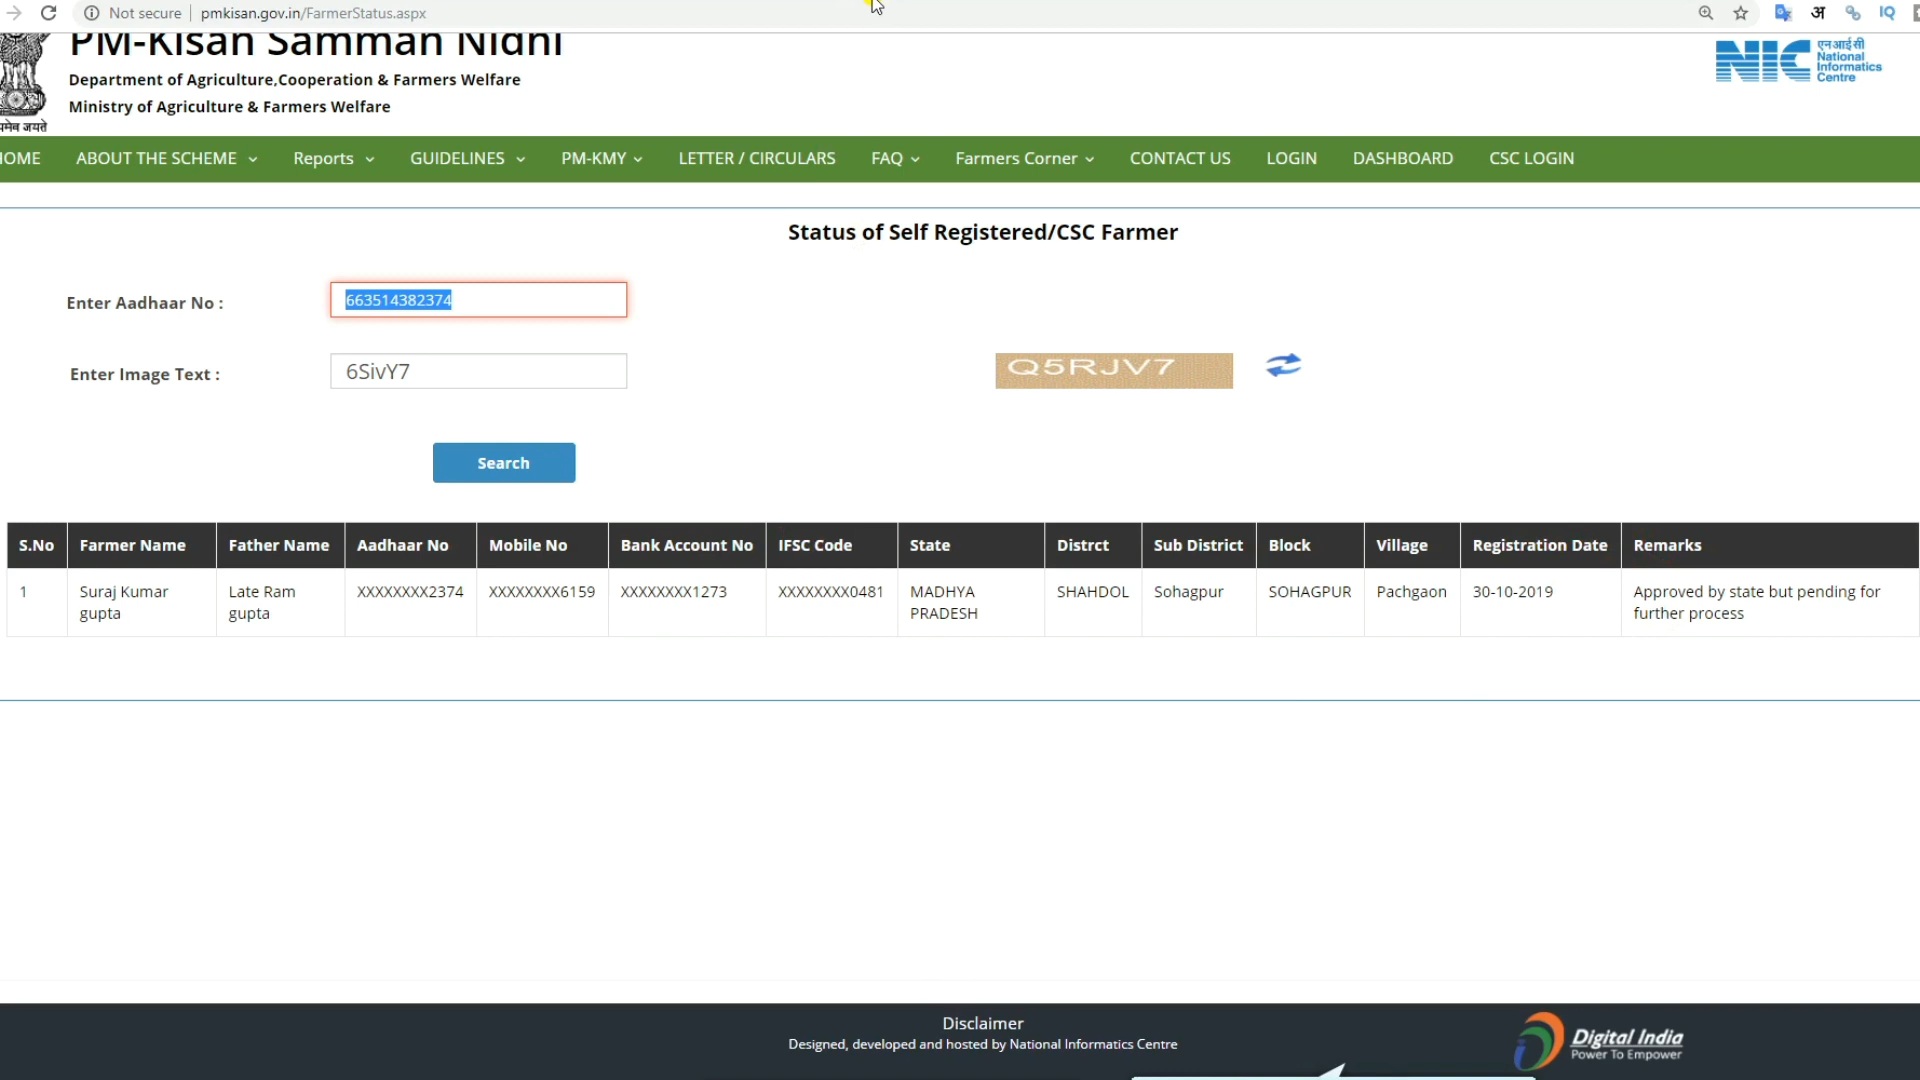 Not secure | pmkisan.gov.in/FarmerStatus.aspx
अ IQ
PM-Kisan Samman Nidhi
Department of Agriculture,Cooperation & Farmers Welfare
Ministry of Agriculture & Farmers Welfare
NIC एन आई सी
National
Informatics
Centre
HOME ABOUT THE SCHEME Reports GUIDELINES PM-KMY LETTER / CIRCULARS FAQ Farmers Corner CONTACT US LOGIN DASHBOARD CSC LOGIN
Status of Self Registered/CSC Farmer
Enter Aadhaar No : 663514382374
Enter Image Text : 6SivY7 Q5RJV7
Search
S.No Farmer Name Father Name Aadhaar No Mobile No Bank Account No IFSC Code State Distrct Sub District Block Village Registration Date Remarks
1 Suraj Kumar Late Ram XXXXXXXX2374 XXXXXXXX6159 XXXXXXXX1273 XXXXXXXX0481 MADHYA SHAHDOL Sohagpur SOHAGPUR Pachgaon 30-10-2019 Approved by state but pending for
gupta gupta PRADESH further process
Disclaimer
Designed, developed and hosted by National Informatics Centre
Digital India
Power To Empower